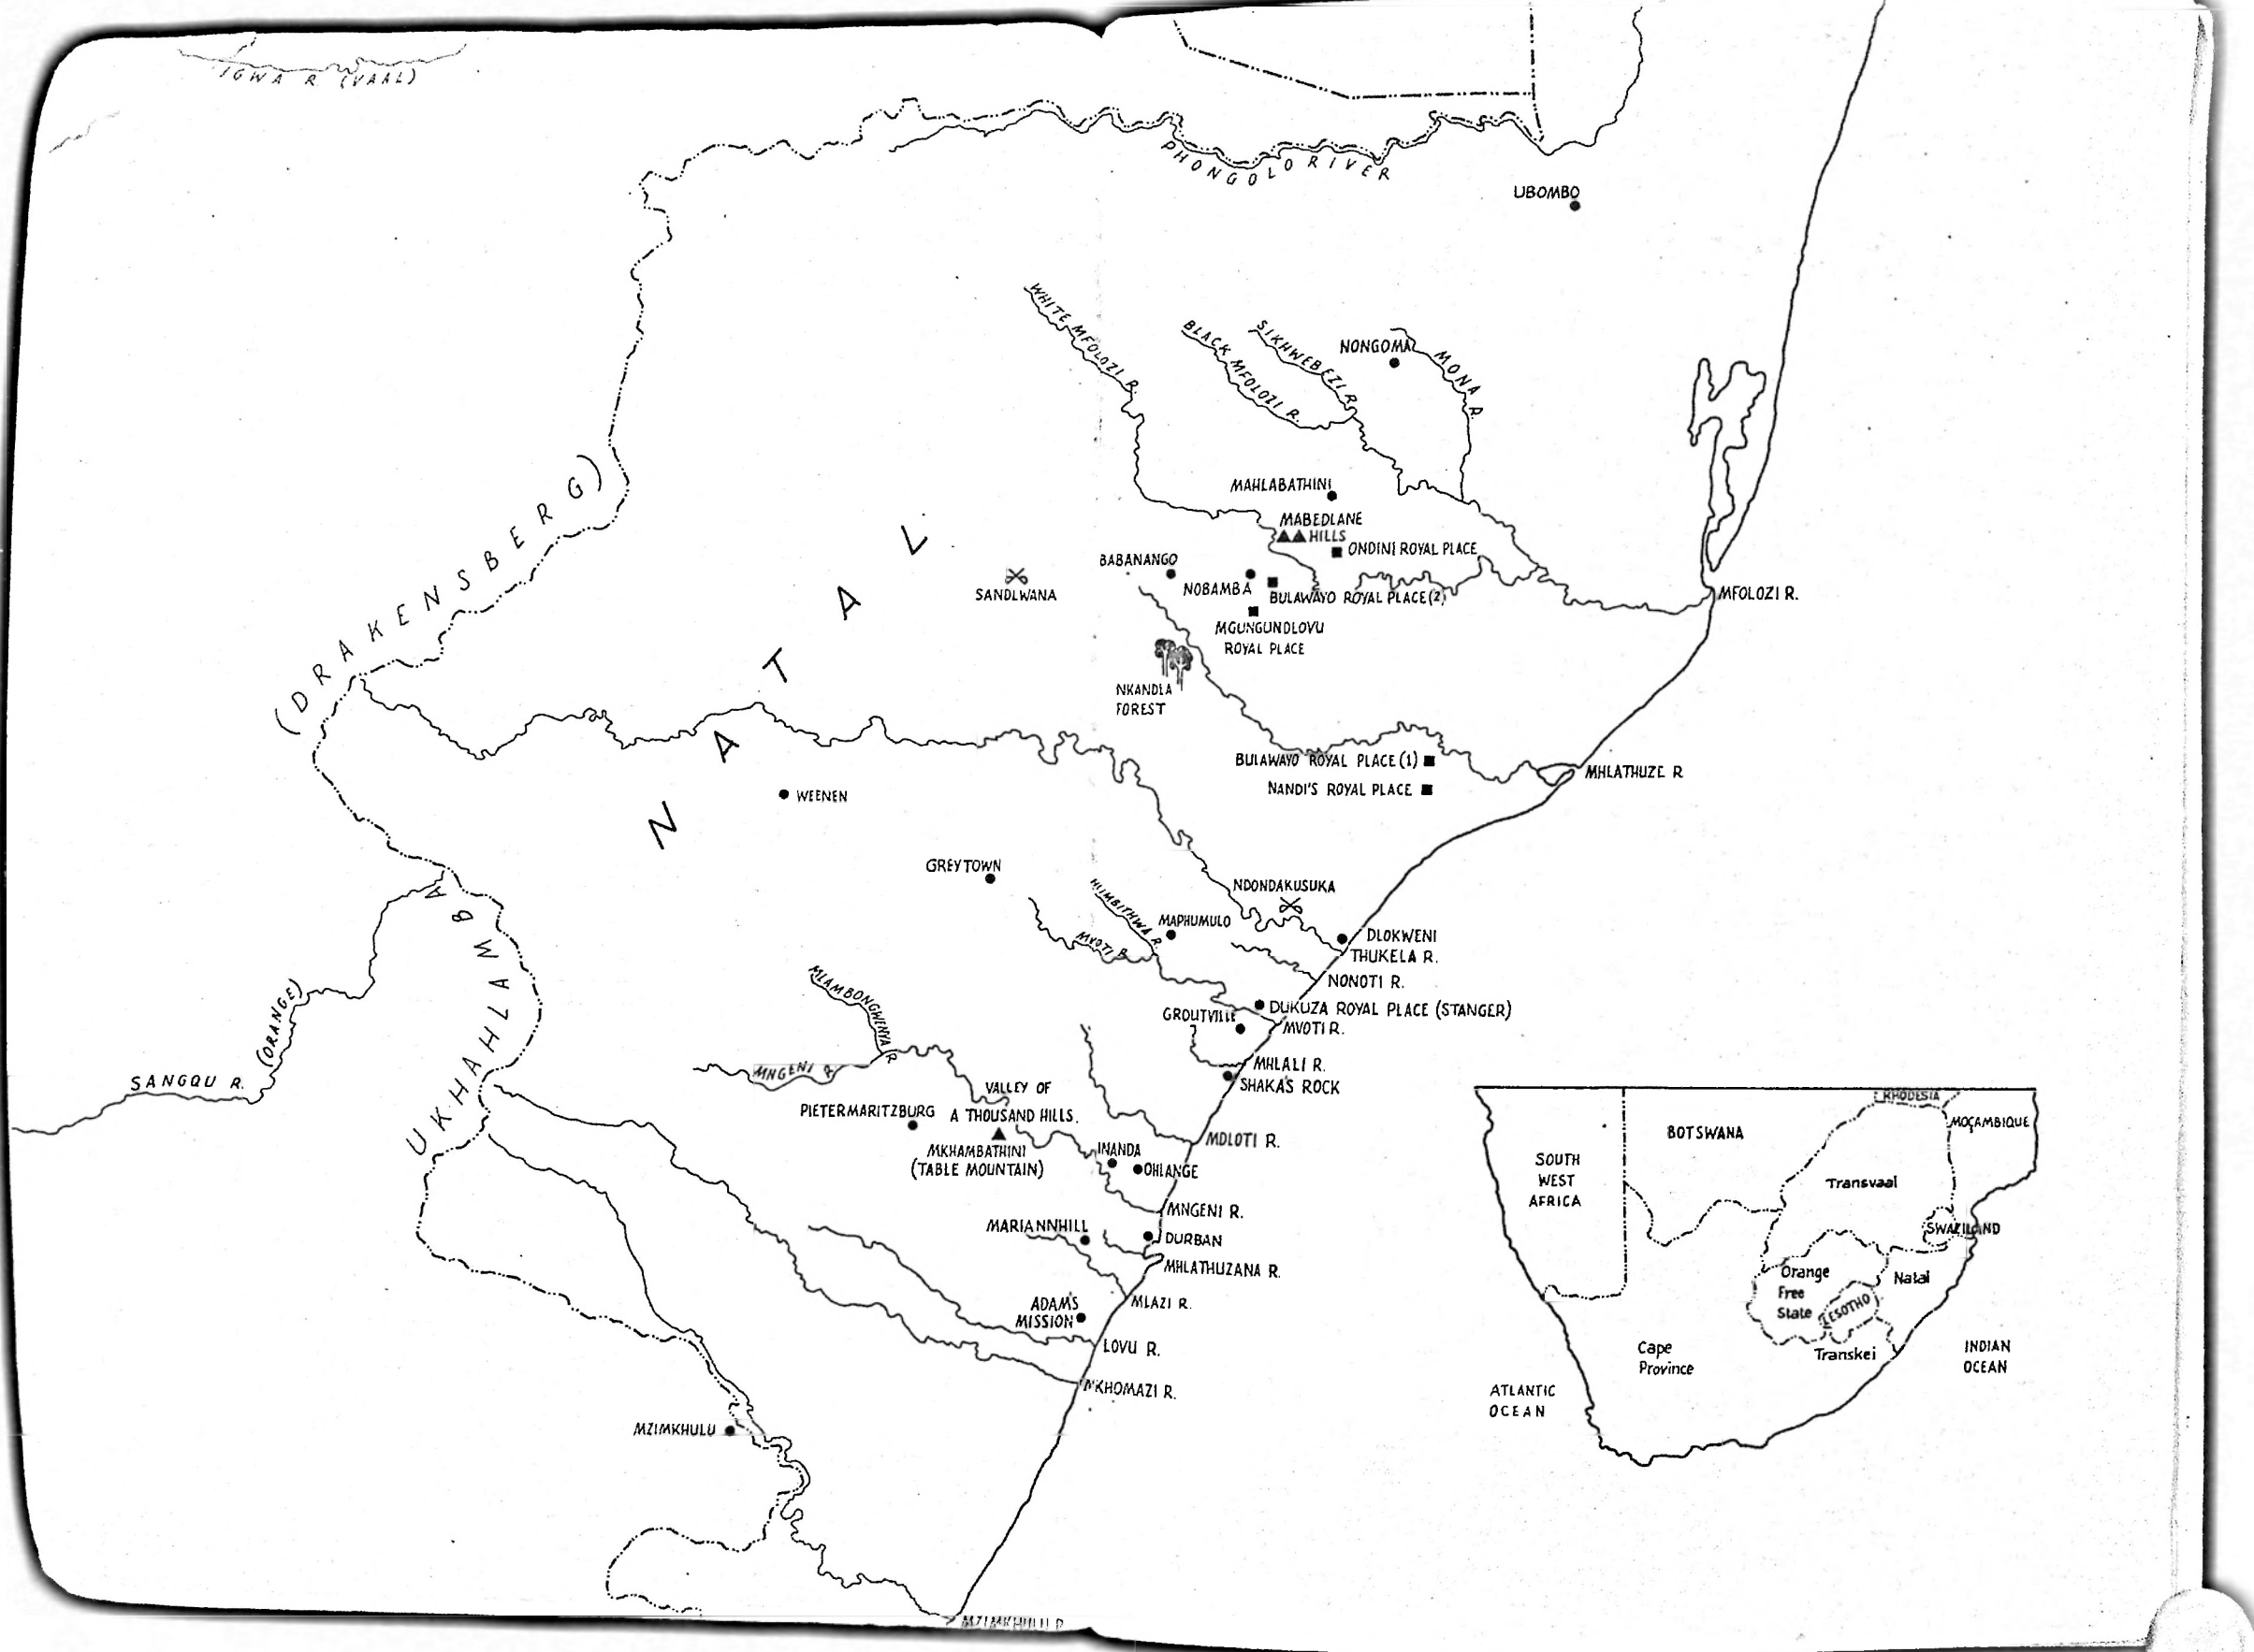 IGWA R (VAAL)
PHONGOLO RIVER
UBOMBO
WHITE MFOLOZI R.
BLACK MFOLOZI R.
SIKHWEBEZI R.
NONGOMA
MONA R.
(DRAKENSBERG)
MAHLABATHINI
MABEDLANE
HILLS
ONDINI ROYAL PLACE
BABANANGO
SANDLWANA
NOBAMBA
BULAWAYO ROYAL PLACE (2)
MFOLOZI R.
MGUNGUNDLOVU
ROYAL PLACE
NATAL
NKANDLA
FOREST
BULAWAYO ROYAL PLACE (1)
MHLATHUZE R
NANDI'S ROYAL PLACE
WEENEN
GREYTOWN
NDONDAKUSUKA
HLIMBITHWA R.
MAPHUMULO
MVOTI R.
DLOKWENI
THUKELA R.
NONOTI R.
UKHAHLAMBA
MLAMBONGWENYA R
(ORANGE)
SANGQU R.
DUKUZA ROYAL PLACE (STANGER)
GROUTVILLE
MVOTI R.
MHLALI R.
SHAKA'S ROCK
MNGENI R
VALLEY OF
A THOUSAND HILLS.
PIETERMARITZBURG
MKHAMBATHINI
(TABLE MOUNTAIN)
MDLOTI R.
INANDA
OHLANGE
MNGENI R.
MARIANNHILL
DURBAN
MHLATHUZANA R.
MLAZI R.
ADAM'S
MISSION
LOVU R.
MKHOMAZI R.
MZIMKHULU
MZIMKHULU R
RHODESIA
MOÇAMBIQUE
BOTSWANA
SOUTH
WEST
AFRICA
Transvaal
SWAZILAND
Orange
Free
State
Natal
LESOTHO
Cape
Province
Transkei
INDIAN
OCEAN
ATLANTIC
OCEAN